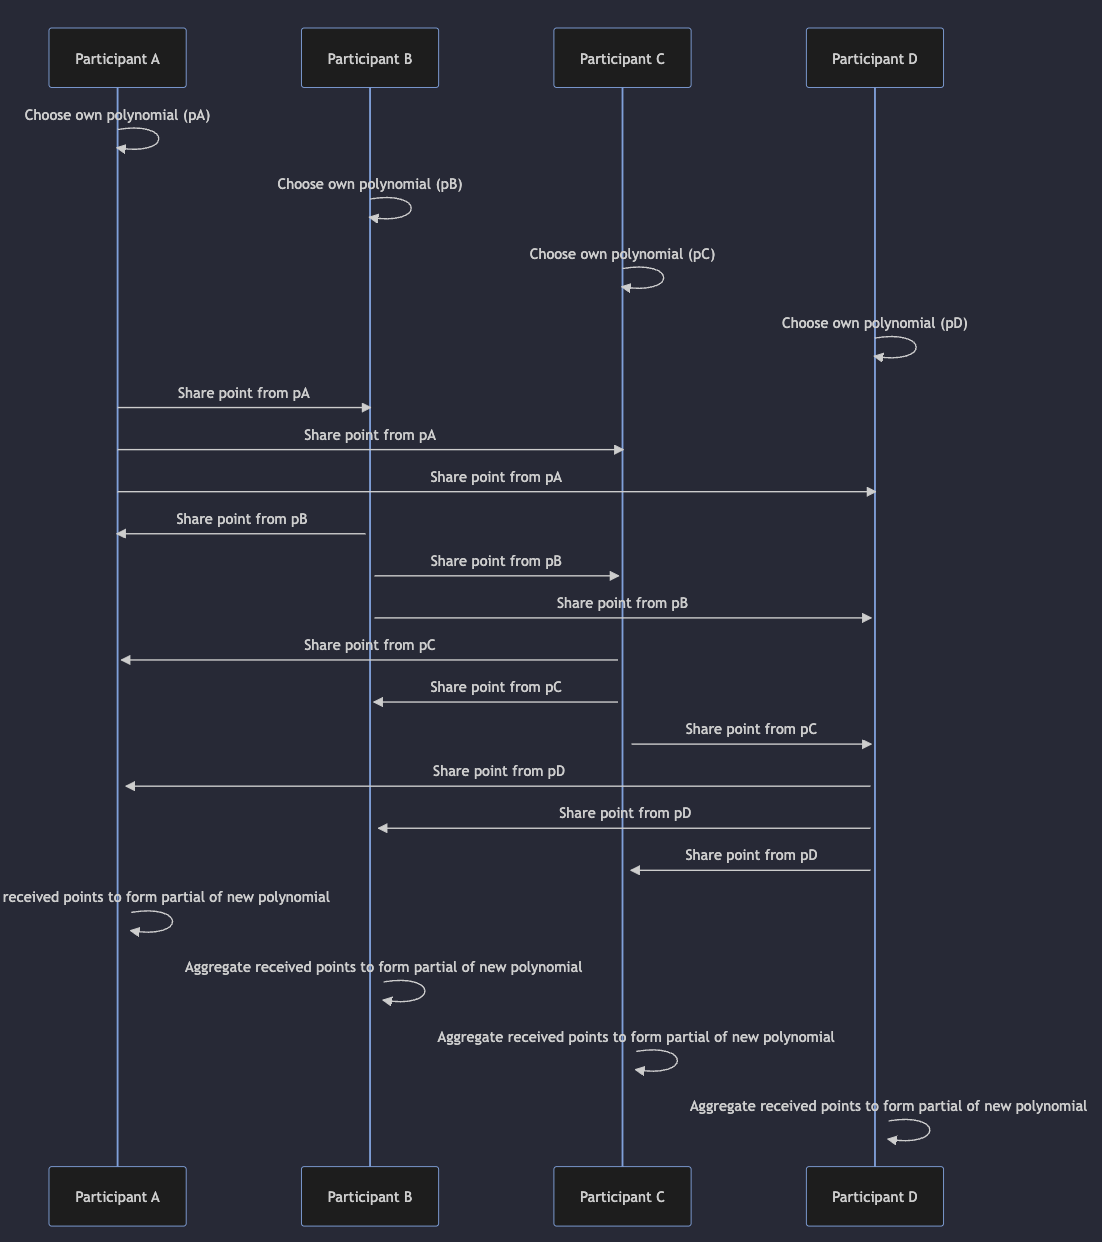 Participant A
Participant B
Participant C
Participant D
Choose own polynomial (pA)
Choose own polynomial (pB)
Choose own polynomial (pC)
Choose own polynomial (pD)
Share point from pA
Share point from pA
Share point from pA
Share point from pB
Share point from pB
Share point from pB
Share point from pC
Share point from pC
Share point from pC
Share point from pD
Share point from pD
Share point from pD
received points to form partial of new polynomial
Aggregate received points to form partial of new polynomial
Aggregate received points to form partial of new polynomial
Aggregate received points to form partial of new polynomial
Participant A
Participant B
Participant C
Participant D